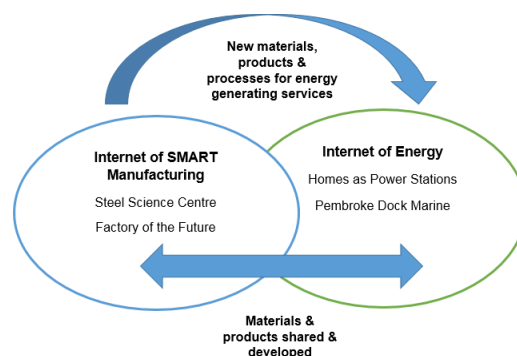 New materials,
products &
processes for energy
generating services
Internet of SMART
Manufacturing
Steel Science Centre
Factory of the Future
Internet of Energy
Homes as Power Stations
Pembroke Dock Marine
Materials &
products shared &
developed